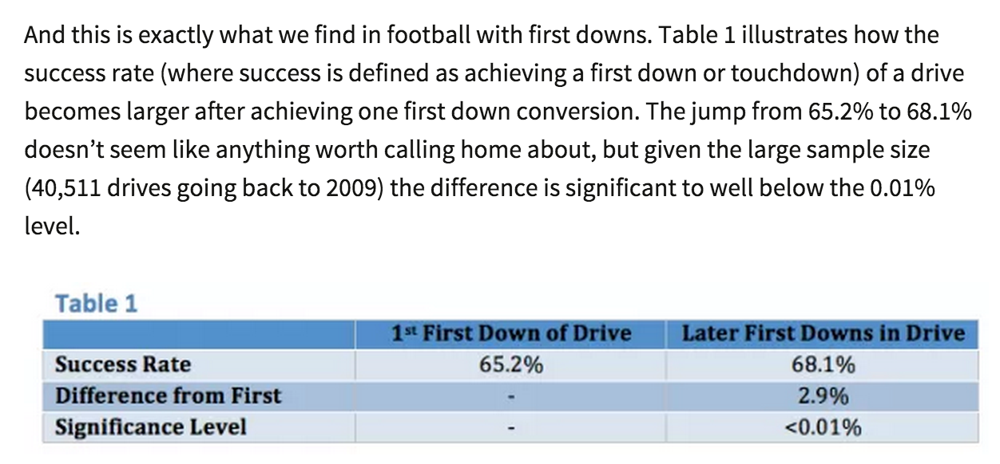 And this is exactly what we find in football with first downs. Table 1 illustrates how the
success rate (where success is defined as achieving a first down or touchdown) of a drive
becomes larger after achieving one first down conversion. The jump from 65.2% to 68.1%
doesn’t seem like anything worth calling home about, but given the large sample size
(40,511 drives going back to 2009) the difference is significant to well below the 0.01%
level.
Table 1
1st First Down of Drive Later First Downs in Drive
Success Rate 65.2% 68.1%
Difference from First - 2.9%
Significance Level - <0.01%